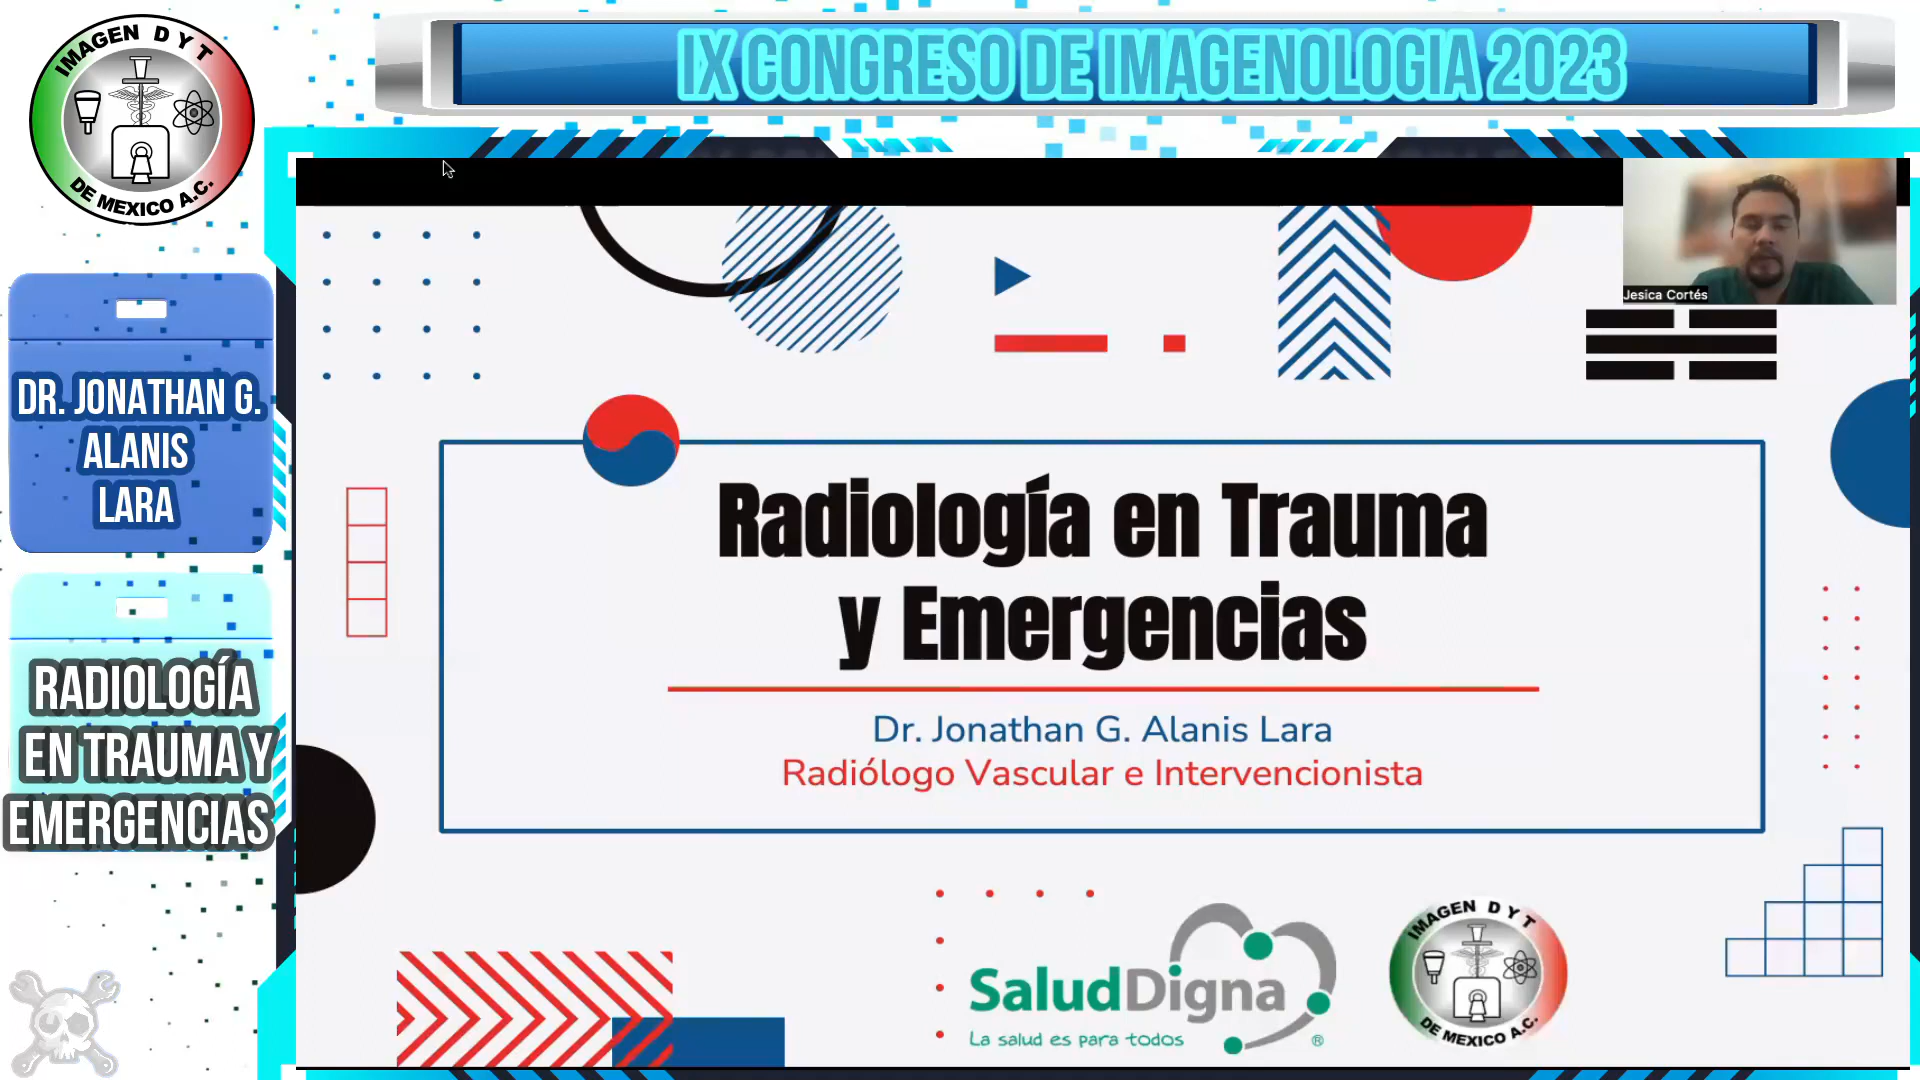 IMAGEN D Y T
DE MEXICO A.C.
IX CONGRESO DE IMAGENOLOGIA 2023
Jesica Cortés
DR. JONATHAN G.
ALANIS
LARA
RADIOLOGÍA
EN TRAUMA Y
EMERGENCIAS
Radiología en Trauma
y Emergencias
Dr. Jonathan G. Alanis Lara
Radiólogo Vascular e Intervencionista
SaludDigna
La salud es para todos ®
IMAGEN D Y T
DE MEXICO A.C.